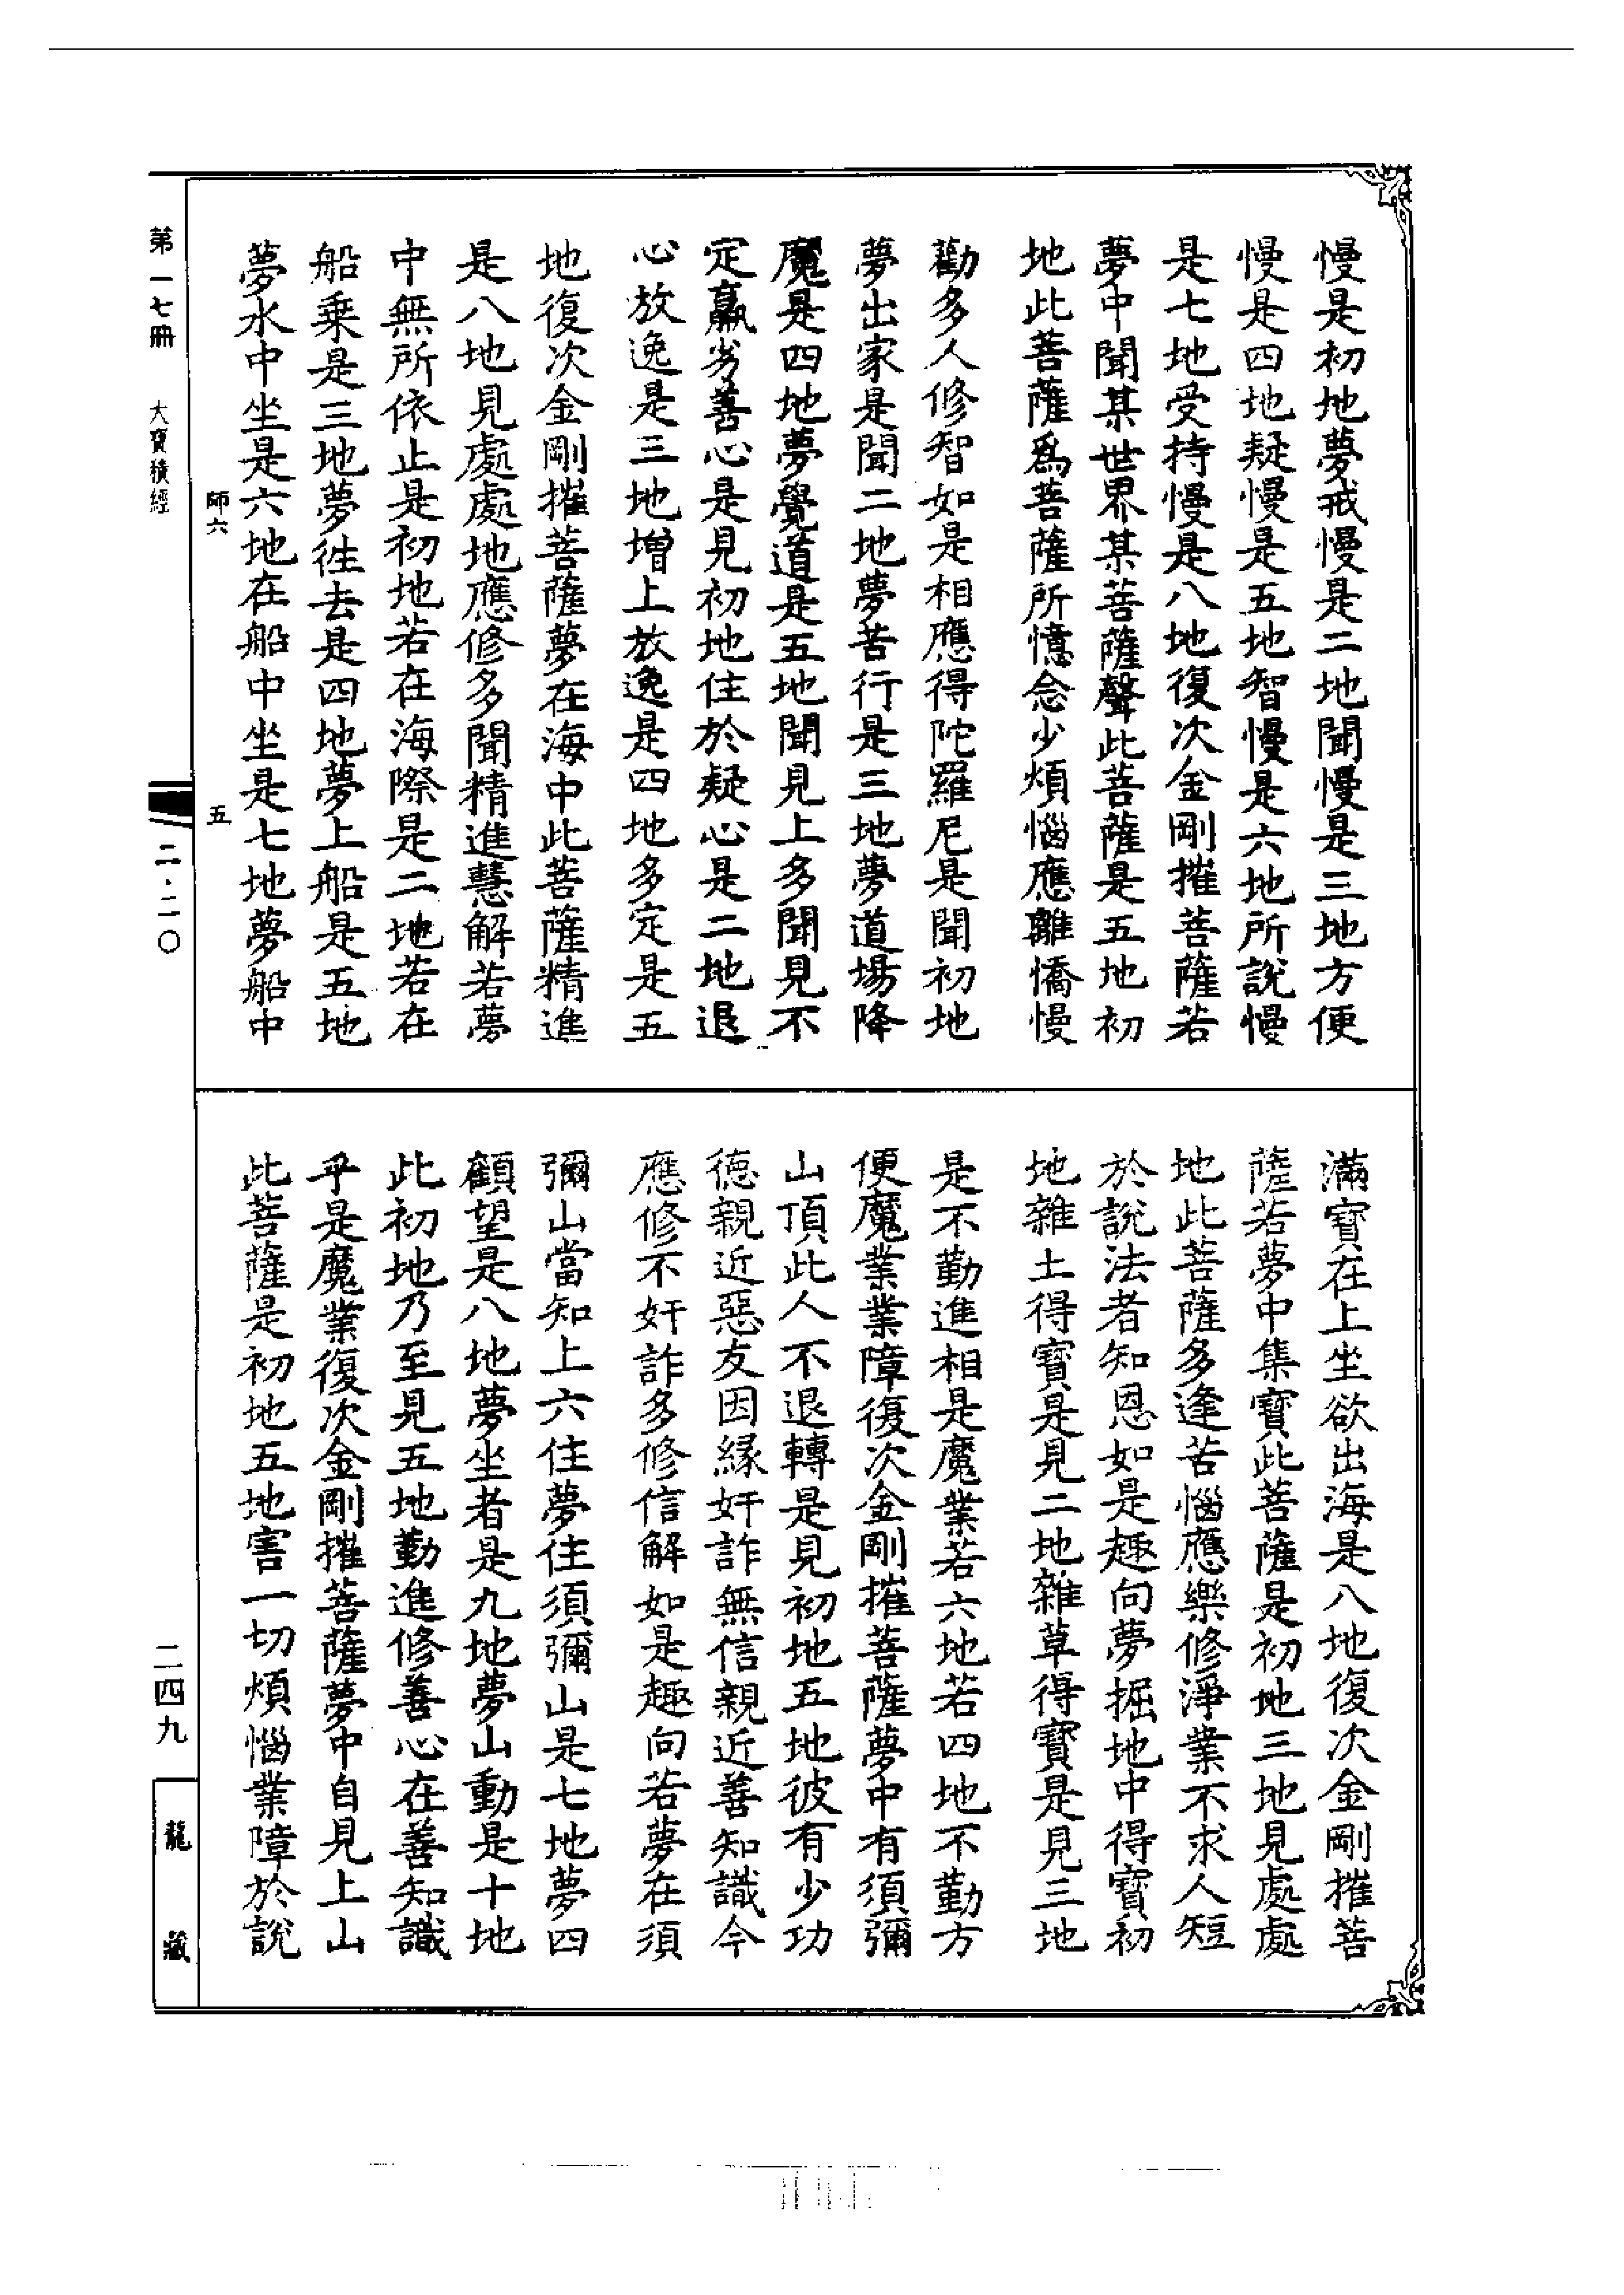 慢是初地夢戒慢是二地聞慢是三地方便
慢是四地疑慢是五地智慢是六地所說慢
是七地受持慢是八地復次金剛摧菩薩若
夢中聞某世界某菩薩聲此菩薩是五地初
地此菩薩爲菩薩所憶念少煩惱應離憍慢
勸多人修智如是相應得陀羅尼是聞初地
夢出家是聞二地夢苦行是三地夢道場降
魔是四地夢覺道是五地聞見上多聞見不
定羸劣善心是見初地住於疑心是二地退
心放逸是三地增上放逸是四地多定是五
地復次金剛摧菩薩夢在海中此菩薩精進
是八地見處處地應修多聞精進慧解若夢
中無所依止是初地若在海際是二地若在
船乘是三地夢徃去是四地夢上船是五地
夢水中坐是六地在船中坐是七地夢船中
滿寶在上坐欲出海是八地復次金剛摧菩
薩若夢中集寶此菩薩是初地三地見處處
地此菩薩多逢苦惱應樂修淨業不求人短
於說法者知恩如是趣向夢掘地中得寶初
地雜土得寶是見二地雜草得寶是見三地
是不勤進相是魔業若六地若四地不勤方
便魔業業障復次金剛摧菩薩夢中有須彌
山頂此人不退轉是見初地五地彼有少功
德親近惡友因緣奸詐無信親近善知識今
應修不奸詐多修信解如是趣向若夢在須
彌山當知上六住夢住須彌山是七地夢四
顧望是八地夢坐者是九地夢山動是十地
此初地乃至見五地勤進修善心在善知識
乎是魔業復次金剛摧菩薩夢中自見上山
此菩薩是初地五地害一切煩惱業障於說
師六
五
第一七冊
大寶積經
二·二〇
二四九
龍藏